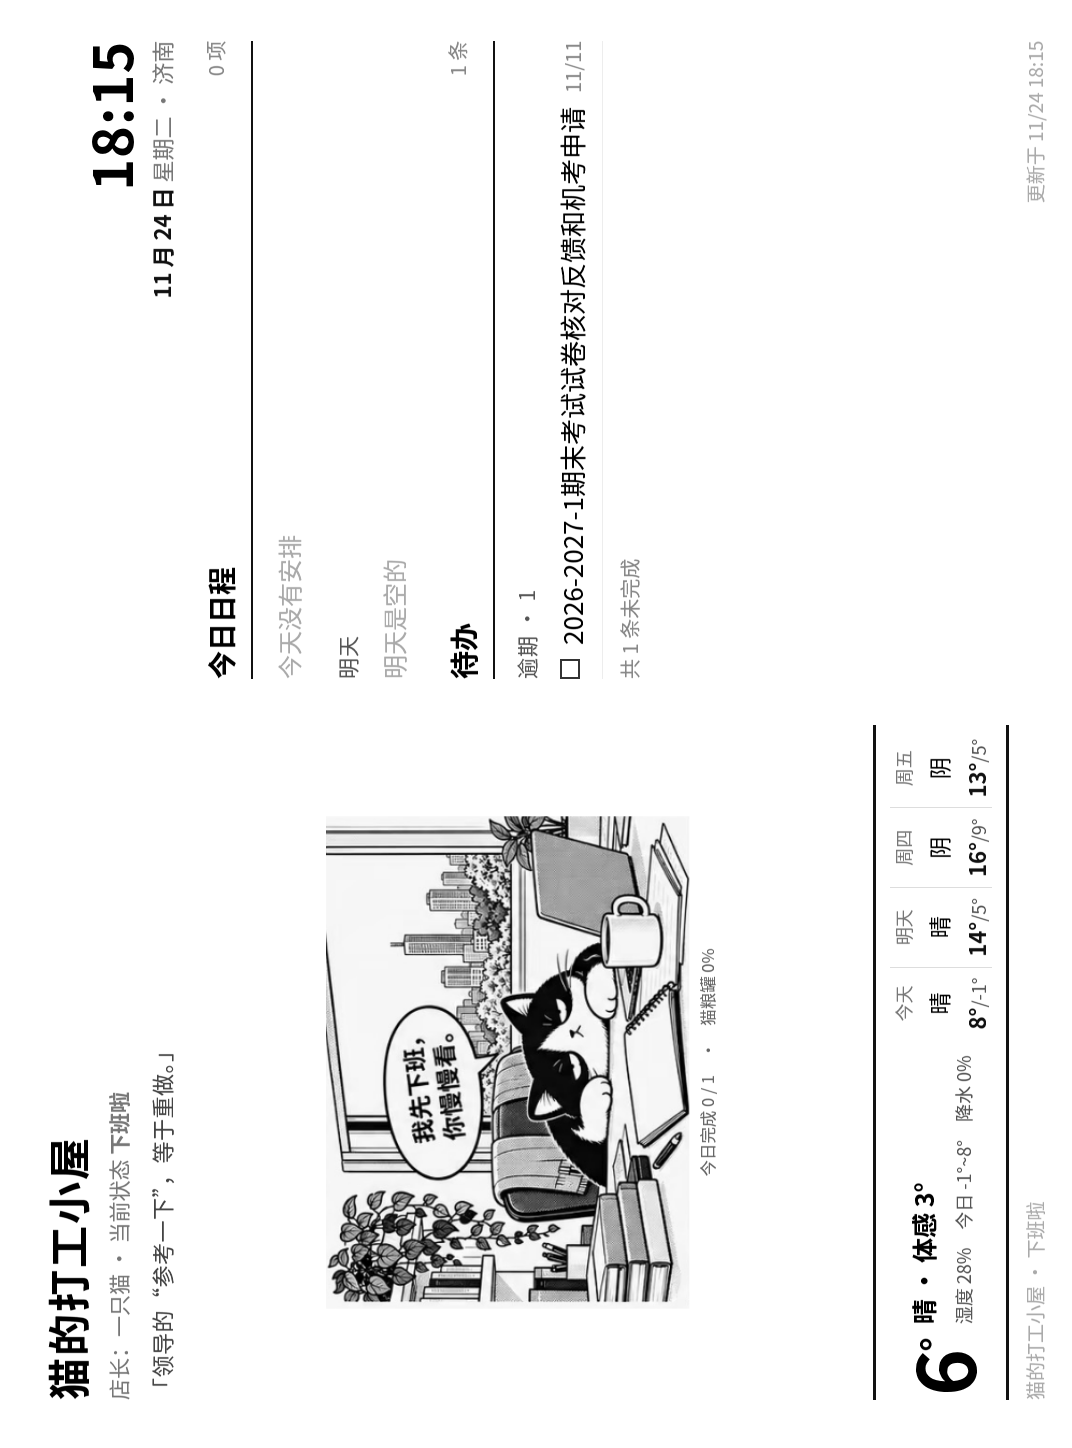 猫的打工小屋
店长：一只猫 · 当前状态 下班啦
「领导的“参考一下”，等于重做。」
我先下班，
你慢慢看。
今日完成 0 / 1 · 猫粮罐 0%
6° 晴 · 体感 3°
湿度 28% 今日 -1°~8° 降水 0%
今天 明天 周四 周五
晴 晴 阴 阴
8°/-1° 14°/5° 16°/9° 13°/5°
猫的打工小屋 · 下班啦
18:15
11 月 24 日 星期二 · 济南
今日日程 0 项
今天没有安排
明天
明天是空的
待办 1 条
逾期 · 1
2026-2027-1期末考试试卷核对反馈和机考申请 11/11
共 1 条未完成
更新于 11/24 18:15